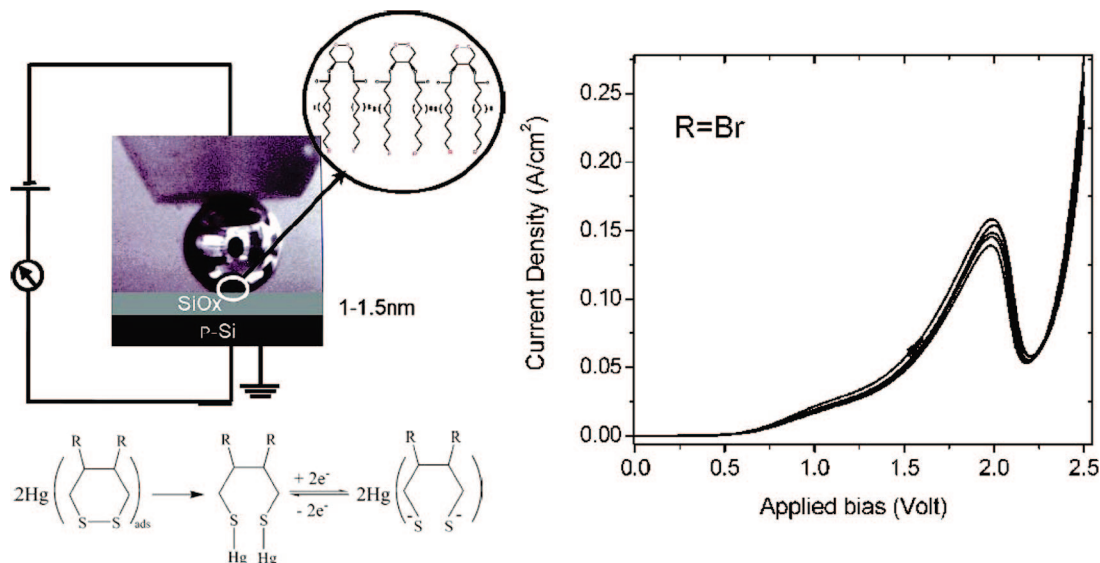 SiOx
1-1.5nm
P-Si
R R
2Hg
S S
ads
R R
S S
Hg Hg
+ 2e⁻
- 2e⁻
R R
2Hg
S S
- -
R=Br
Current Density (A/cm²)
0.25
0.20
0.15
0.10
0.05
0.00
0.0 0.5 1.0 1.5 2.0 2.5
Applied bias (Volt)